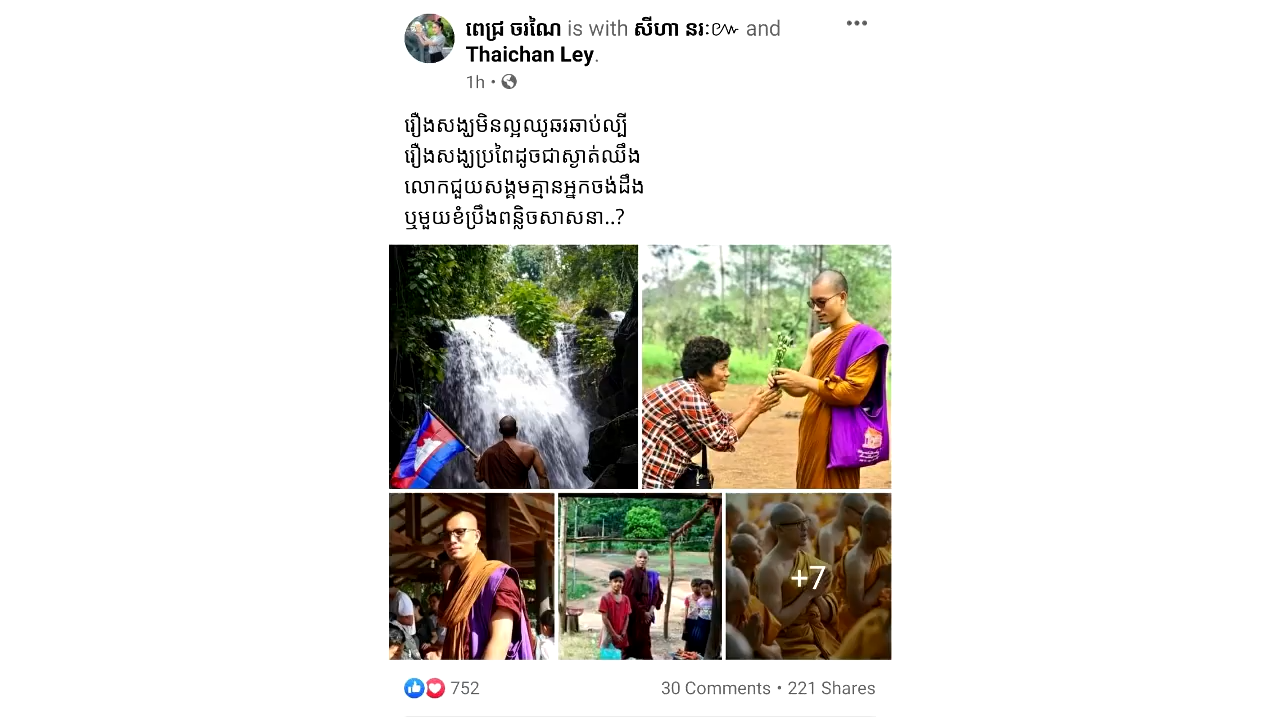 ពេជ្រ ចរណៃ is with សីហា នរៈ៚ and
Thaichan Ley.
1h •
រឿងសង្ឃមិនល្អឈូឆរឆាប់ល្បី
រឿងសង្ឃប្រពៃដូចជាស្ងាត់ឈឹង
លោកជួយសង្គមគ្មានអ្នកចង់ដឹង
ឬមួយខំប្រឹងពន្លិចសាសនា..?
+7
752 30 Comments • 221 Shares